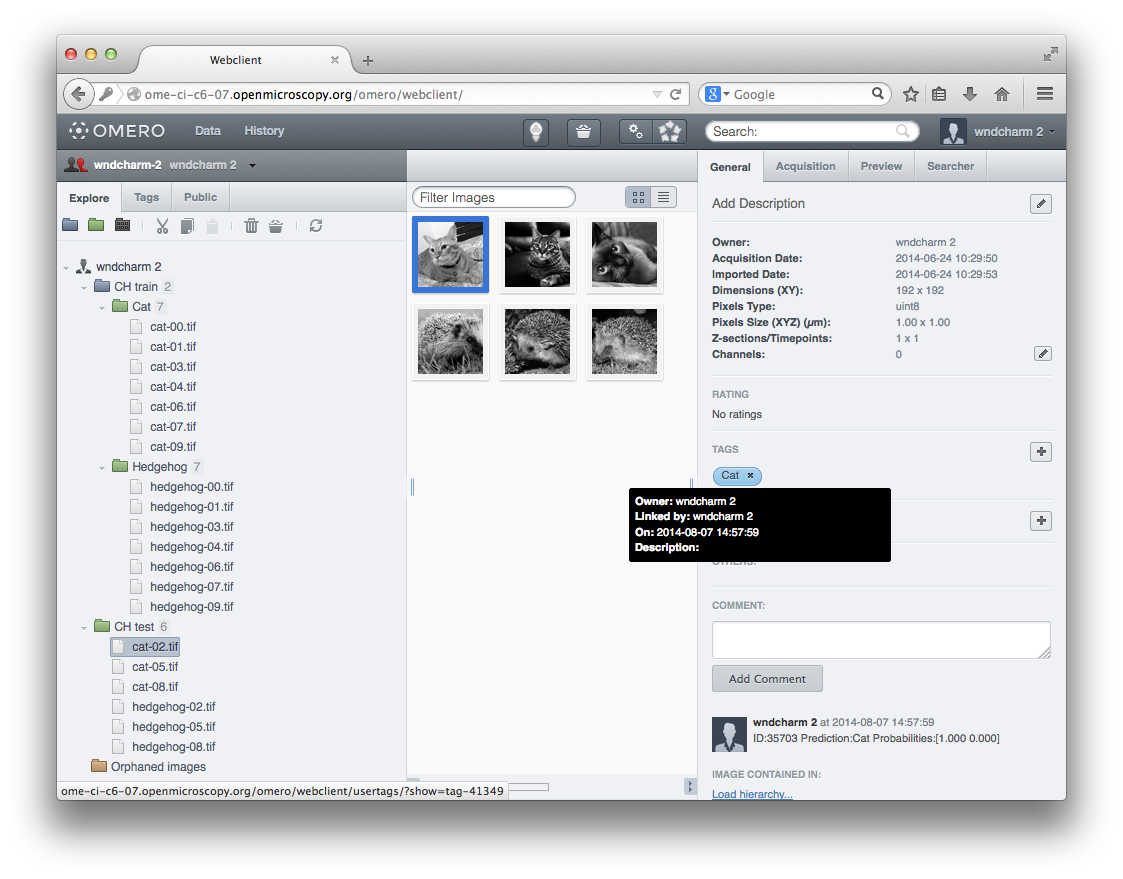 Webclient
ome-ci-c6-07.openmicroscopy.org/omero/webclient/
Google
OMERO Data History
Search:
wndcharm 2
wndcharm-2 wndcharm 2
Explore Tags Public
Filter Images
General Acquisition Preview Searcher
wndcharm 2
CH train 2
Cat 7
cat-00.tif
cat-01.tif
cat-03.tif
cat-04.tif
cat-06.tif
cat-07.tif
cat-09.tif
Hedgehog 7
hedgehog-00.tif
hedgehog-01.tif
hedgehog-03.tif
hedgehog-04.tif
hedgehog-06.tif
hedgehog-07.tif
hedgehog-09.tif
CH test 6
cat-02.tif
cat-05.tif
cat-08.tif
hedgehog-02.tif
hedgehog-05.tif
hedgehog-08.tif
Orphaned images
ome-ci-c6-07.openmicroscopy.org/omero/webclient/usertags/?show=tag-41349
Add Description
Owner: wndcharm 2
Acquisition Date: 2014-06-24 10:29:50
Imported Date: 2014-06-24 10:29:53
Dimensions (XY): 192 x 192
Pixels Type: uint8
Pixels Size (XYZ) (µm): 1.00 x 1.00
Z-sections/Timepoints: 1 x 1
Channels: 0
RATING
No ratings
TAGS
Cat
Owner: wndcharm 2
Linked by: wndcharm 2
On: 2014-08-07 14:57:59
Description:
OTHERS:
COMMENT:
Add Comment
wndcharm 2 at 2014-08-07 14:57:59
ID:35703 Prediction:Cat Probabilities:[1.000 0.000]
IMAGE CONTAINED IN:
Load hierarchy...